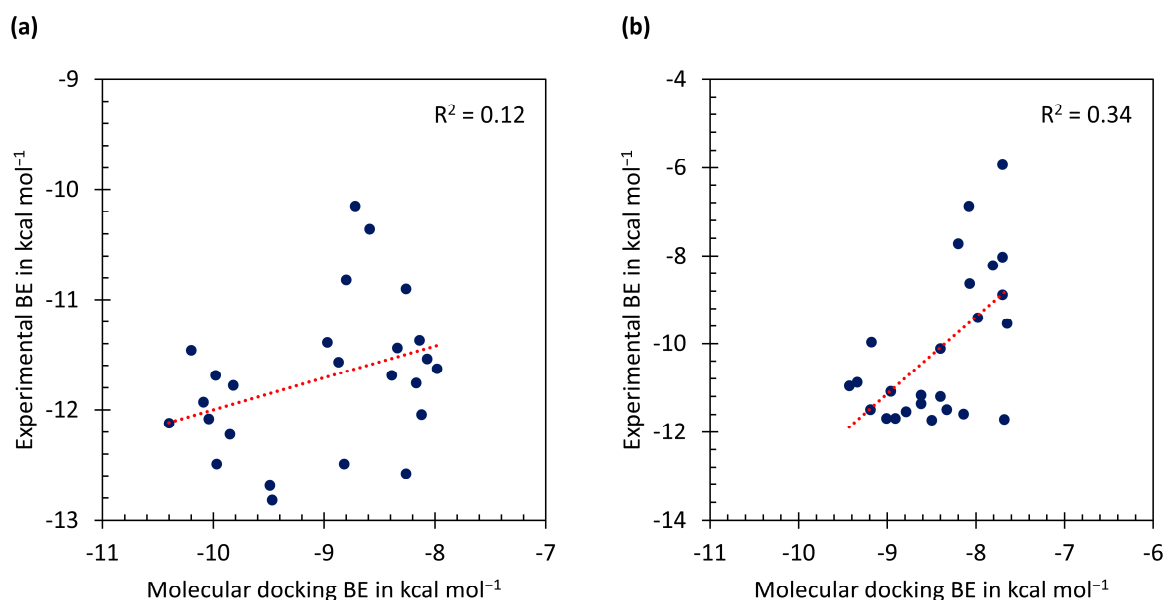 (a)
(b)
R² = 0.12
R² = 0.34
Experimental BE in kcal mol⁻¹
-9
-10
-11
-12
-13
-11
-10
-9
-8
-7
Molecular docking BE in kcal mol⁻¹
Experimental BE in kcal mol⁻¹
-4
-6
-8
-10
-12
-14
-11
-10
-9
-8
-7
-6
Molecular docking BE in kcal mol⁻¹